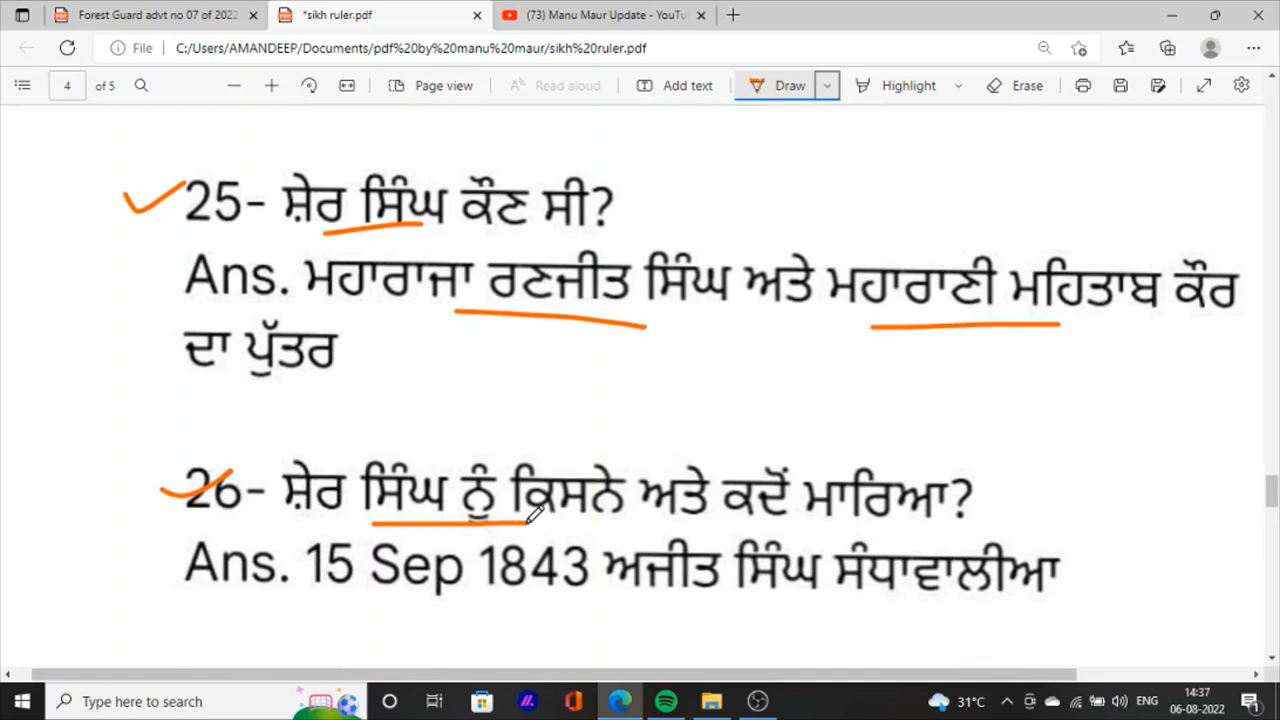 Forest Guard advt no 07 of 2022
*sikh ruler.pdf
(73) Manu Maur Update - YouTu
File C:/Users/AMANDEEP/Documents/pdf%20by%20manu%20maur/sikh%20ruler.pdf
4 of 5 Page view Read aloud Add text Draw Highlight Erase
25- ਸ਼ੇਰ ਸਿੰਘ ਕੌਣ ਸੀ?
Ans. ਮਹਾਰਾਜਾ ਰਣਜੀਤ ਸਿੰਘ ਅਤੇ ਮਹਾਰਾਣੀ ਮਹਿਤਾਬ ਕੌਰ
ਦਾ ਪੁੱਤਰ
26- ਸ਼ੇਰ ਸਿੰਘ ਨੂੰ ਕਿਸਨੇ ਅਤੇ ਕਦੋਂ ਮਾਰਿਆ?
Ans. 15 Sep 1843 ਅਜੀਤ ਸਿੰਘ ਸੰਧਾਵਾਲੀਆ
Type here to search 31°C ENG 14:37
06-08-2022